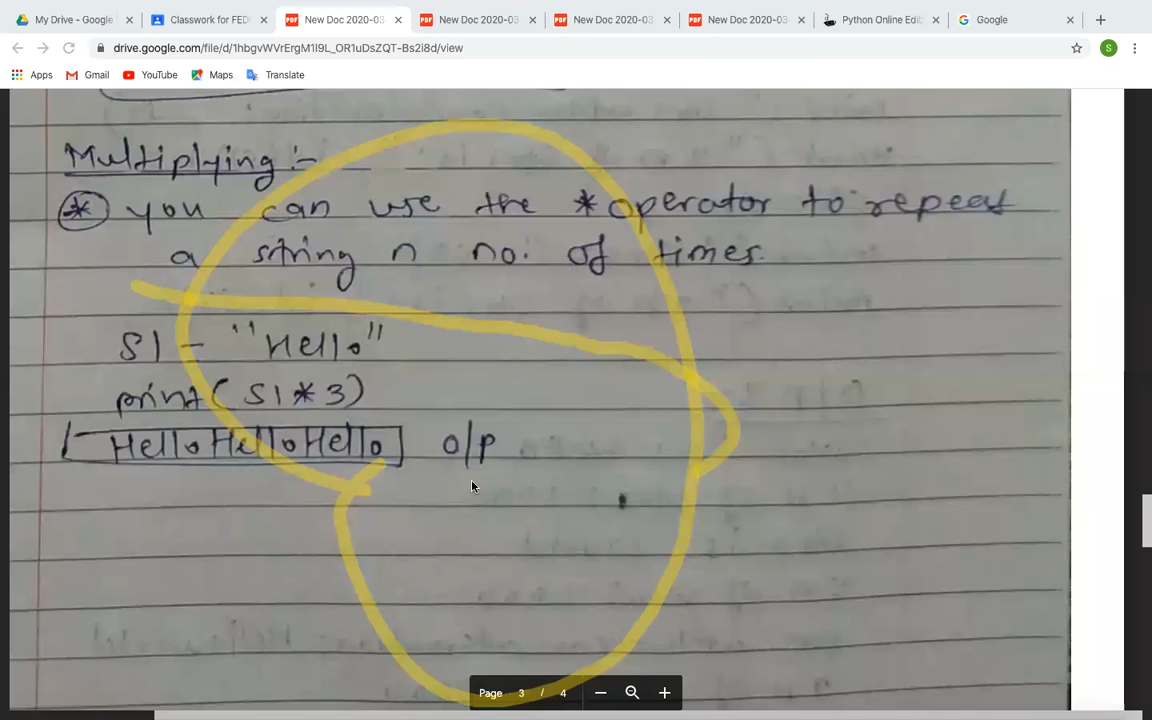 My Drive - Google
Classwork for FED
New Doc 2020-03
New Doc 2020-03
New Doc 2020-03
New Doc 2020-03
Python Online Edit
Google
drive.google.com/file/d/1hbgvWVrErgM1l9L_OR1uDsZQT-Bs2i8d/view
S
Apps
Gmail
YouTube
Maps
Translate
Multiplying :-
* you can use the * operator to repeat
a string n no. of times.
S1 - "Hello"
print( S1 * 3)
HelloHelloHello o/p
Page 3 / 4